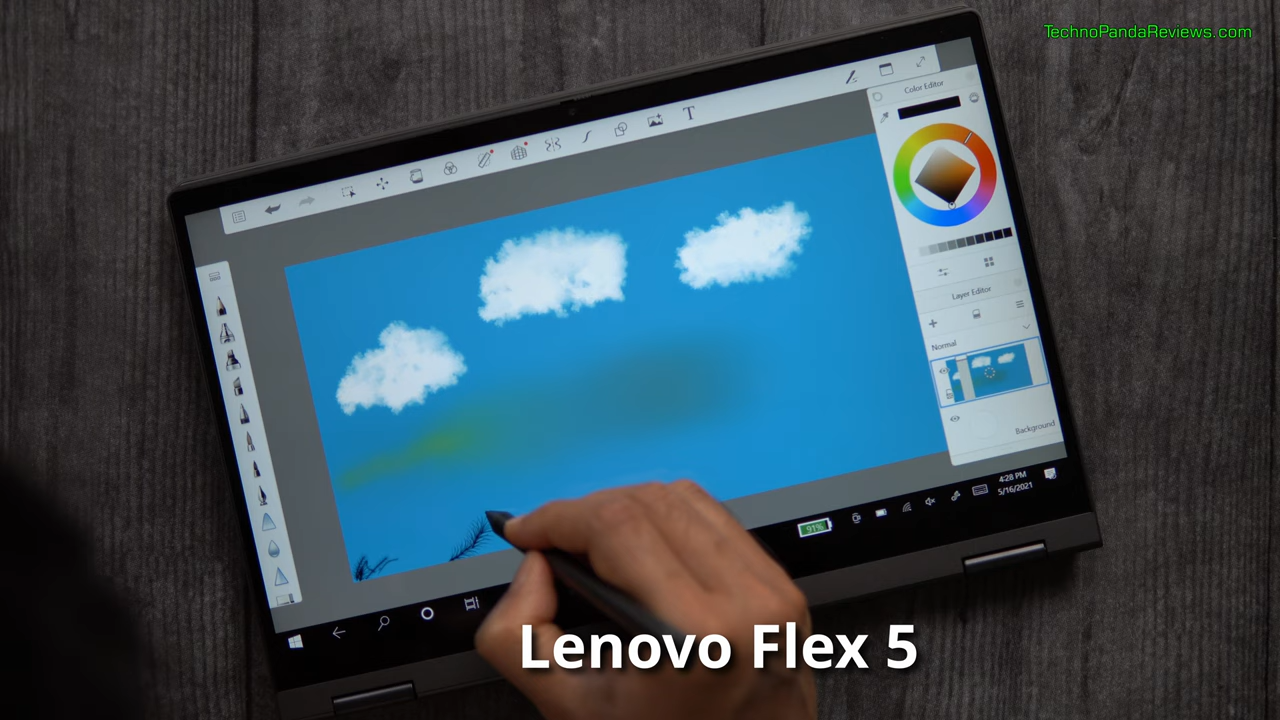 TechnoPandaReviews.com
Color Editor
T
Layer Editor
Normal
Background
91%
4:28 PM
5/16/2021
Lenovo Flex 5